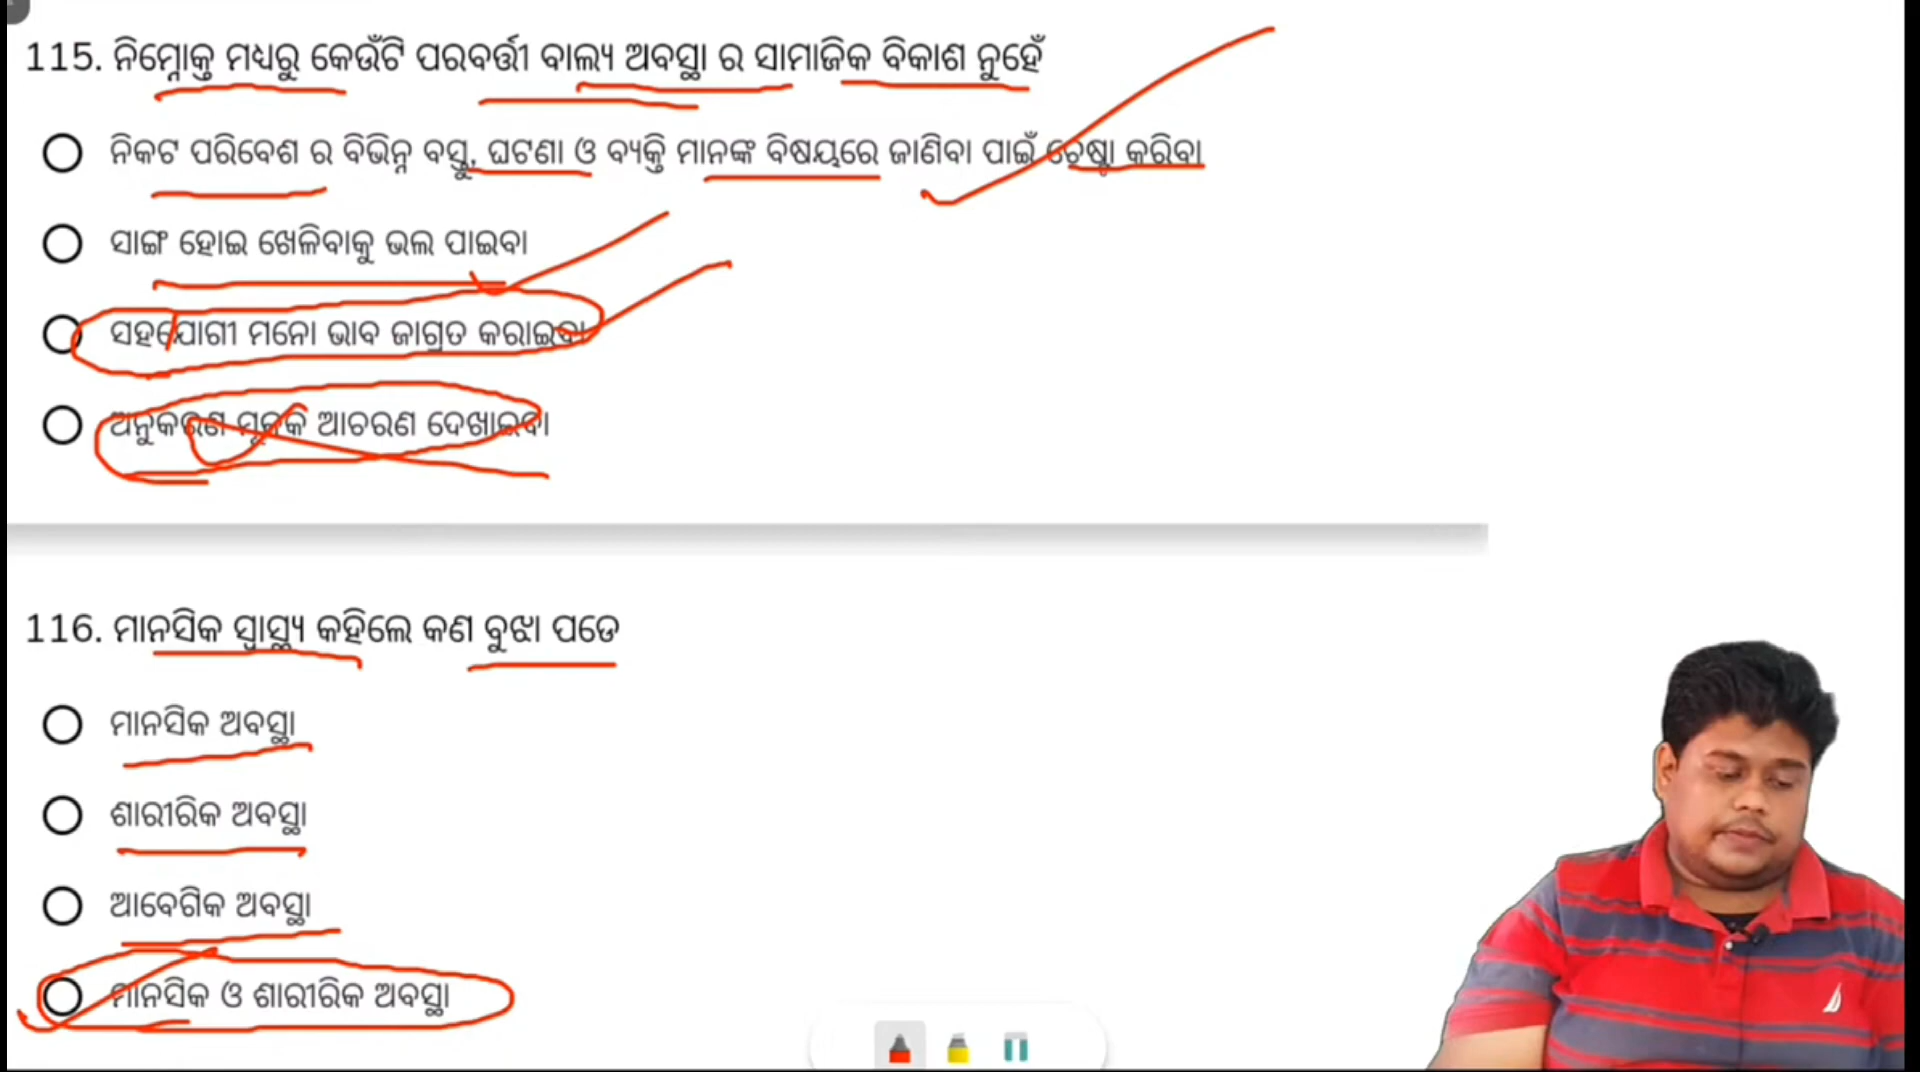 115. ନିମ୍ନୋକ୍ତ ମଧ୍ୟରୁ କେଉଁଟି ପରବର୍ତ୍ତୀ ବାଲ୍ୟ ଅବସ୍ଥା ର ସାମାଜିକ ବିକାଶ ନୁହେଁ
ନିକଟ ପରିବେଶ ର ବିଭିନ୍ନ ବସ୍ତୁ, ଘଟଣା ଓ ବ୍ୟକ୍ତି ମାନଙ୍କ ବିଷୟରେ ଜାଣିବା ପାଇଁ ଚେଷ୍ଟା କରିବା
ସାଙ୍ଗ ହୋଇ ଖେଳିବାକୁ ଭଲ ପାଇବା
ସହଯୋଗୀ ମନୋ ଭାବ ଜାଗ୍ରତ କରାଇବା
ଅନୁକରଣ ମୂଳକ ଆଚରଣ ଦେଖାଇବା
116. ମାନସିକ ସ୍ୱାସ୍ଥ୍ୟ କହିଲେ କଣ ବୁଝା ପଡେ
ମାନସିକ ଅବସ୍ଥା
ଶାରୀରିକ ଅବସ୍ଥା
ଆବେଗିକ ଅବସ୍ଥା
ମାନସିକ ଓ ଶାରୀରିକ ଅବସ୍ଥା